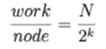 work/node = N/2^k